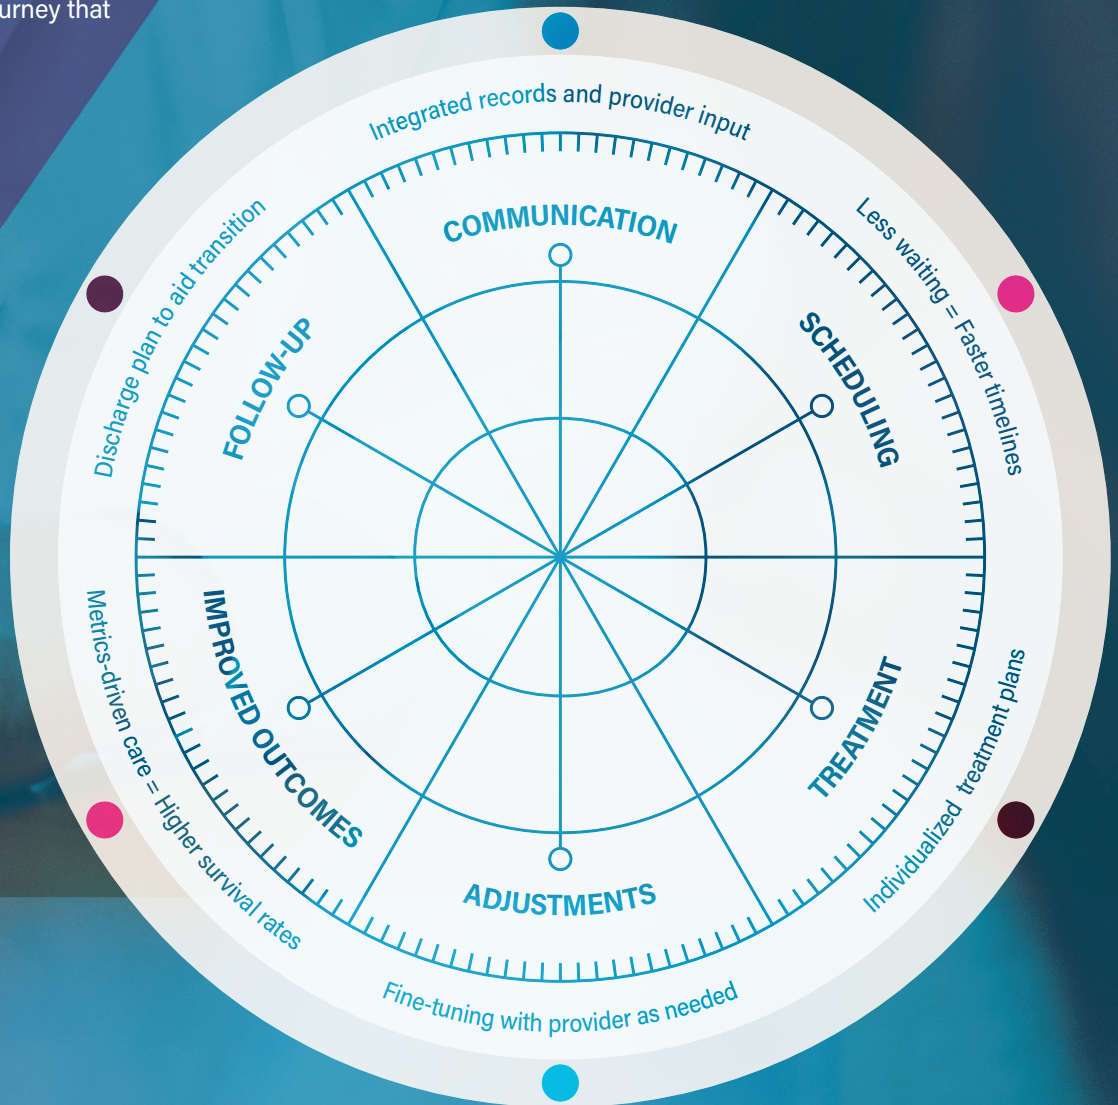 urney that
Integrated records and provider input
COMMUNICATION
Less waiting = Faster timelines
SCHEDULING
Individualized treatment plans
TREATMENT
Fine-tuning with provider as needed
ADJUSTMENTS
Metrics-driven care = Higher survival rates
IMPROVED OUTCOMES
Discharge plan to aid transition
FOLLOW-UP